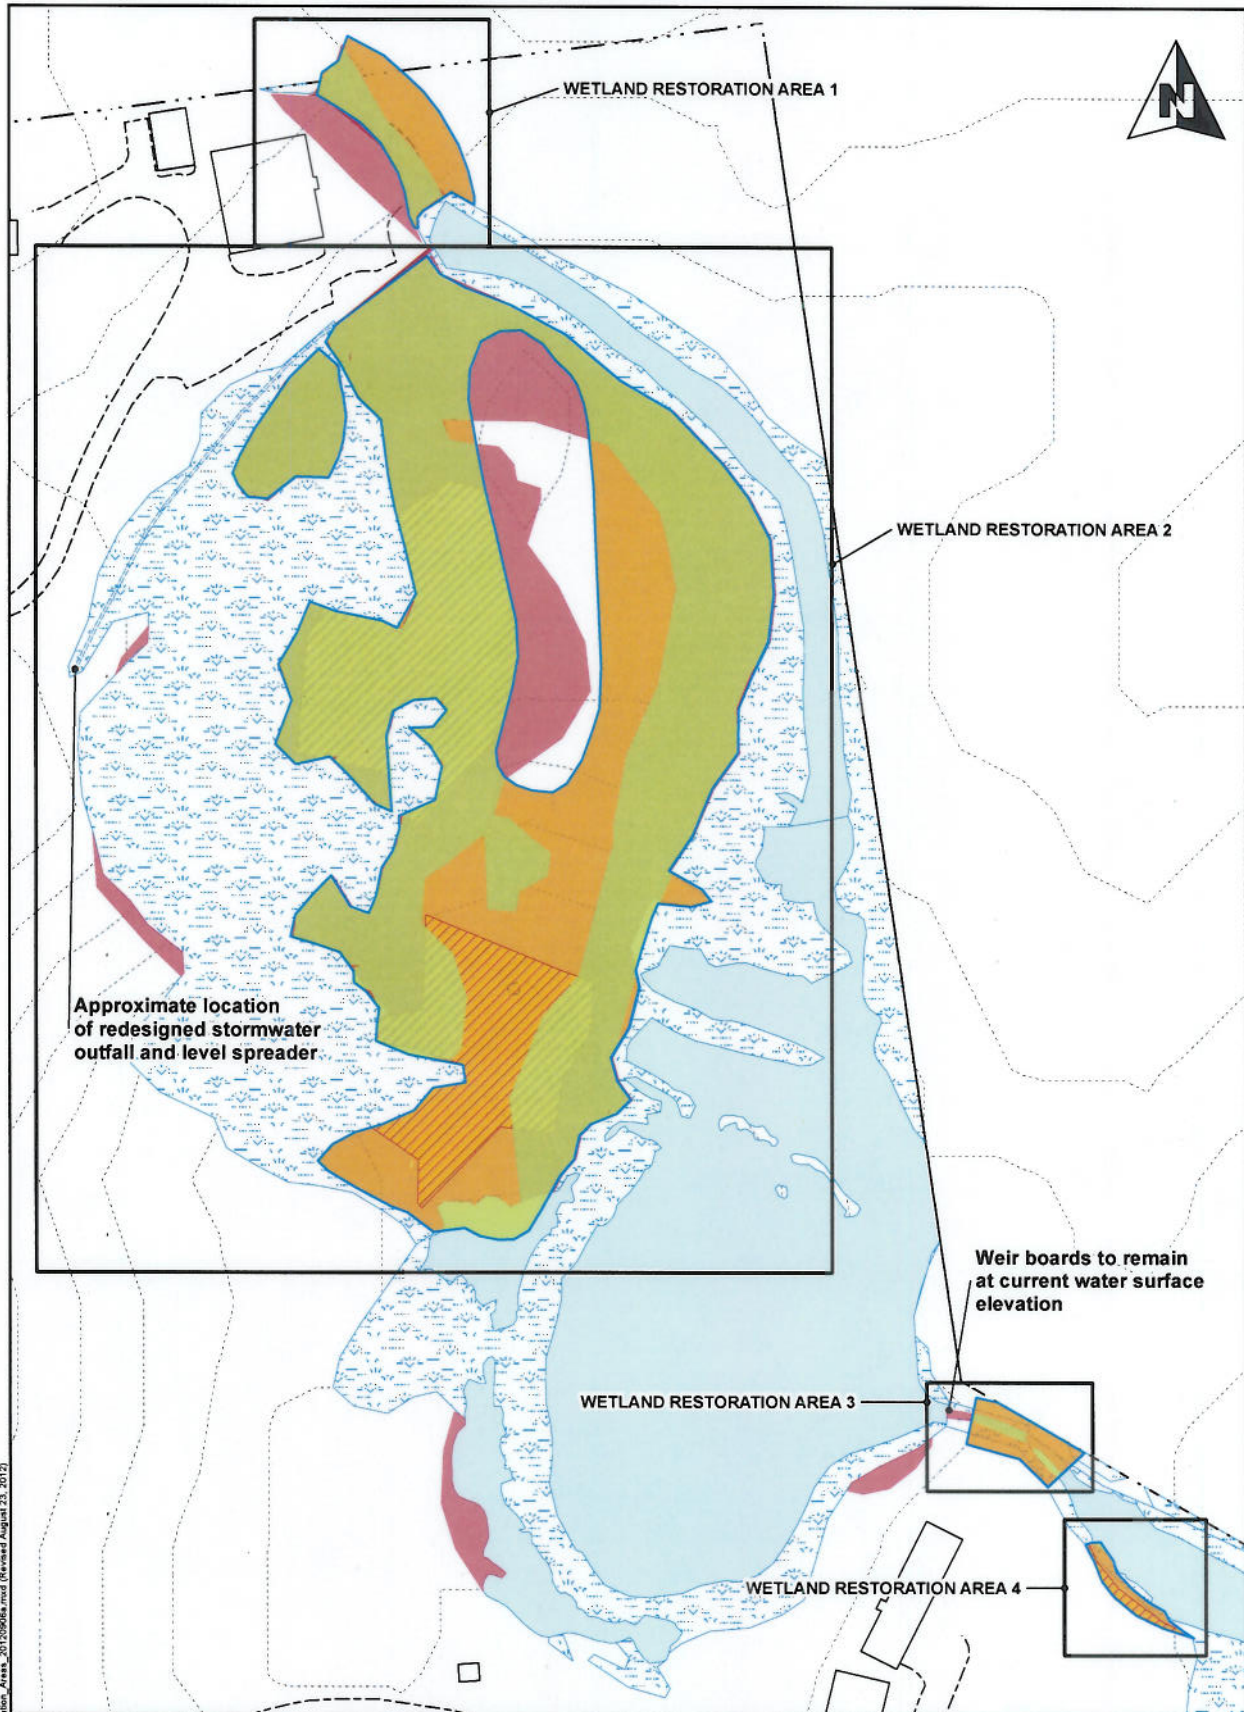 WETLAND RESTORATION AREA 1
N
WETLAND RESTORATION AREA 2
Approximate location
of redesigned stormwater
outfall and level spreader
Weir boards to remain
at current water surface
elevation
WETLAND RESTORATION AREA 3
WETLAND RESTORATION AREA 4
(Revised August 23, 2012)